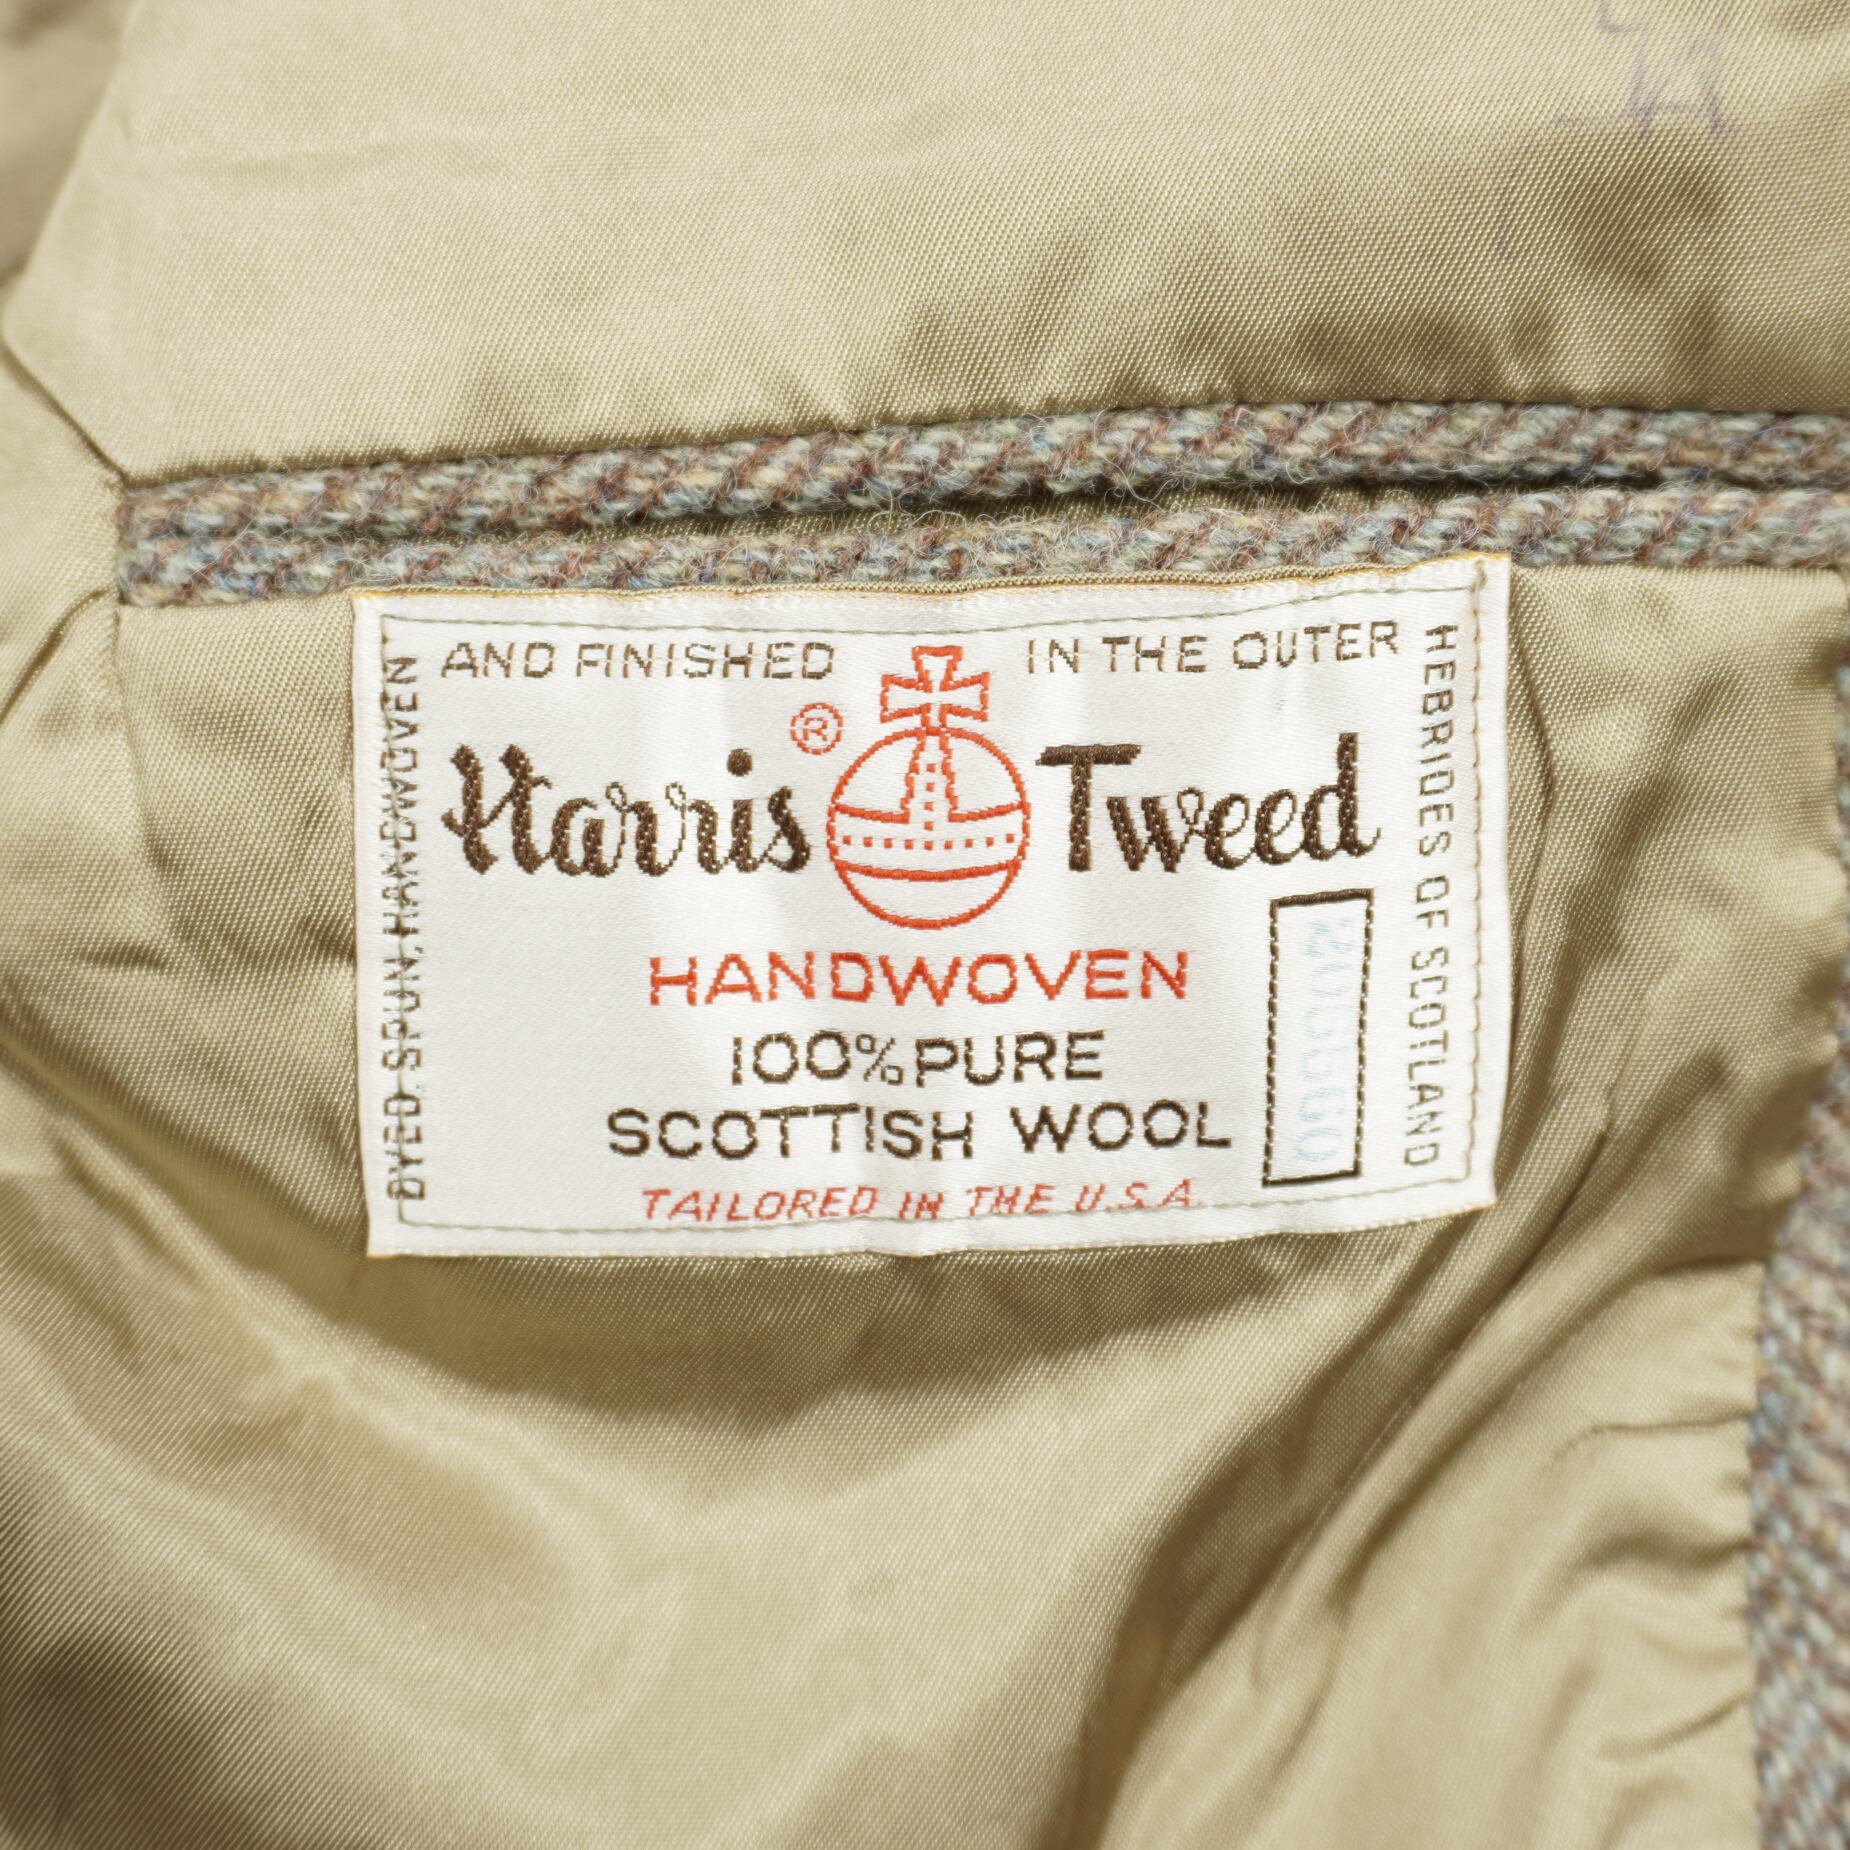 DYED, SPUN, HANDWOVEN
AND FINISHED IN THE OUTER
HEBRIDES OF SCOTLAND
Harris ® Tweed
HANDWOVEN
100% PURE
SCOTTISH WOOL
TAILORED IN THE U.S.A.